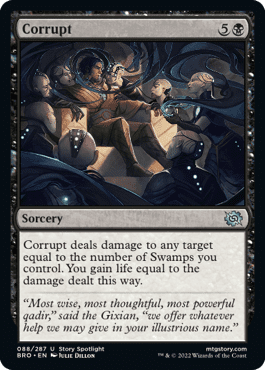 Corrupt 5
Sorcery
Corrupt deals damage to any target
equal to the number of Swamps you
control. You gain life equal to the
damage dealt this way.
“Most wise, most thoughtful, most powerful
qadir,” said the Gixian, “we offer whatever
help we may give in your illustrious name.”
088/287 U Story Spotlight mtgstory.com
BRO • EN JULIE DILLON ™ & © 2022 Wizards of the Coast